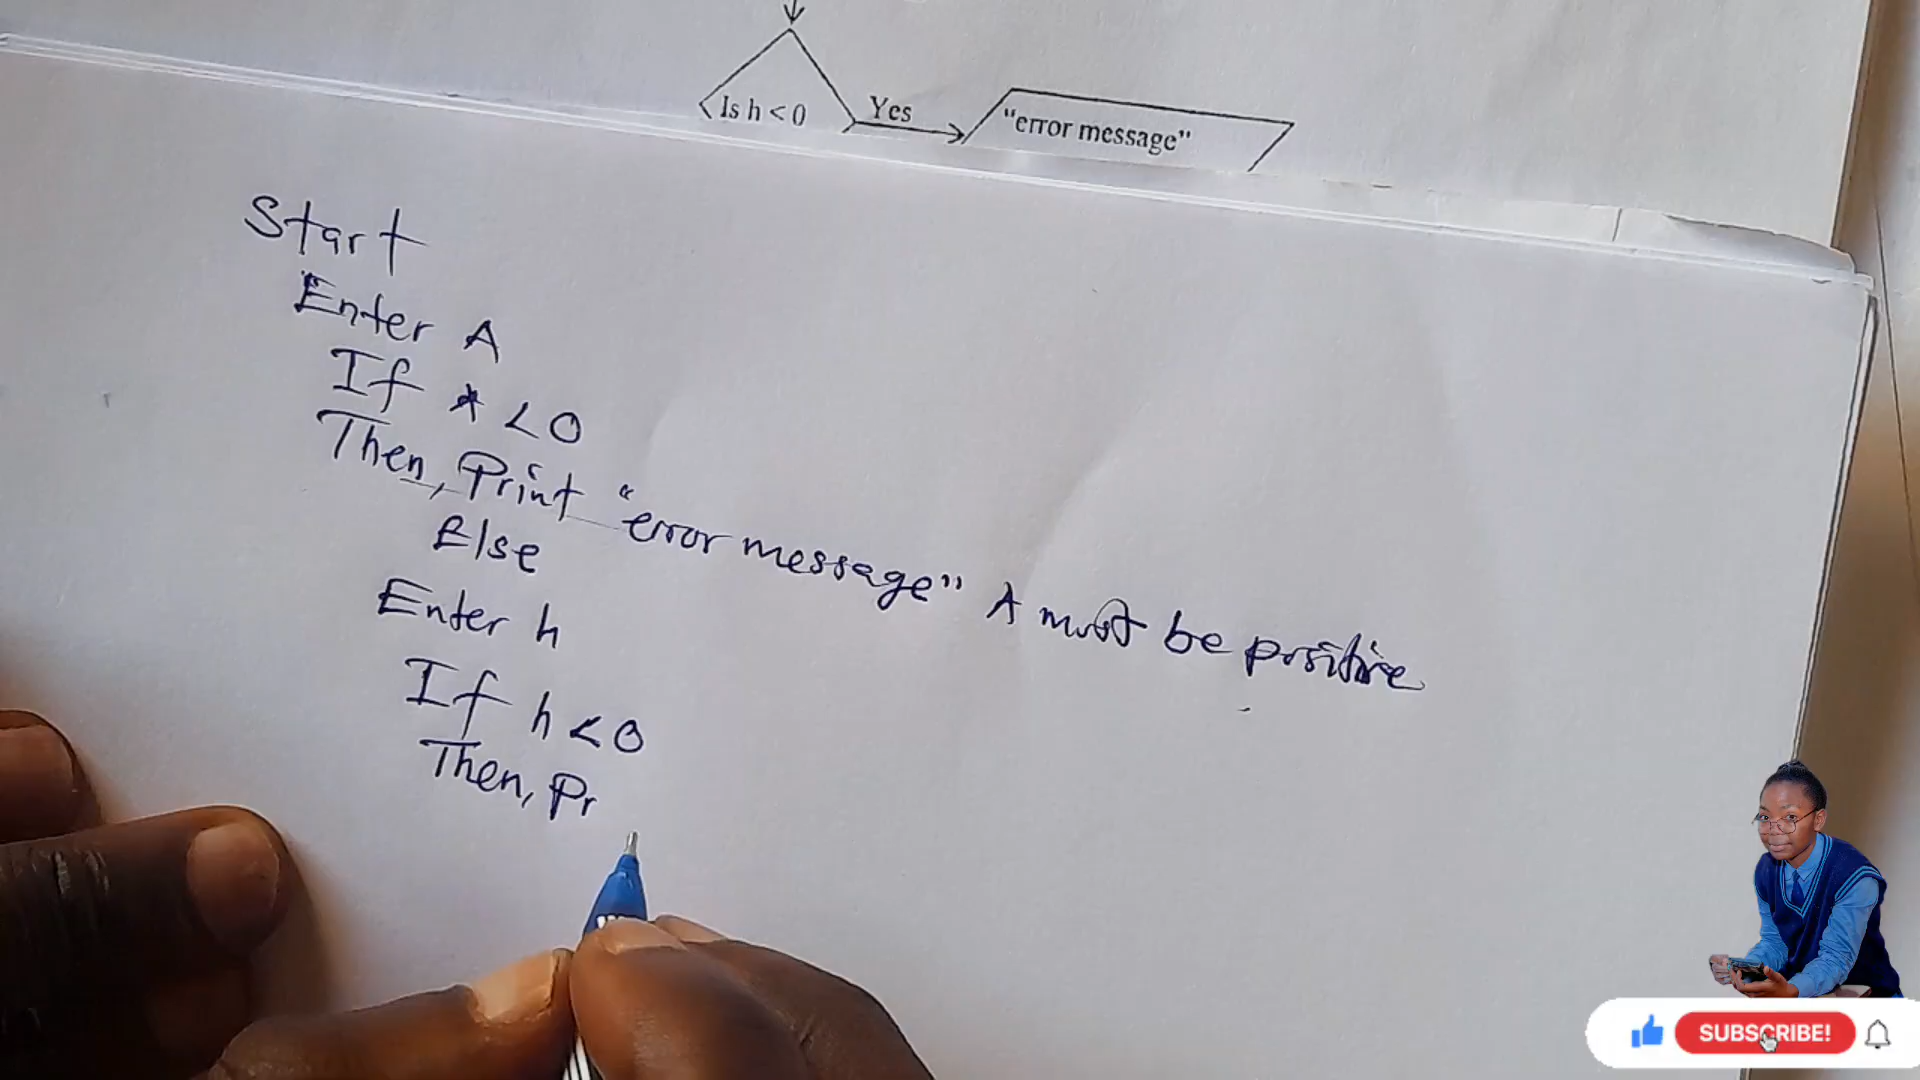 Is h < 0
Yes
"error message"
Start
Enter A
If A < 0
Then, Print "error message" A must be positive
Else
Enter h
If h < 0
Then, Pr
SUBSCRIBE!